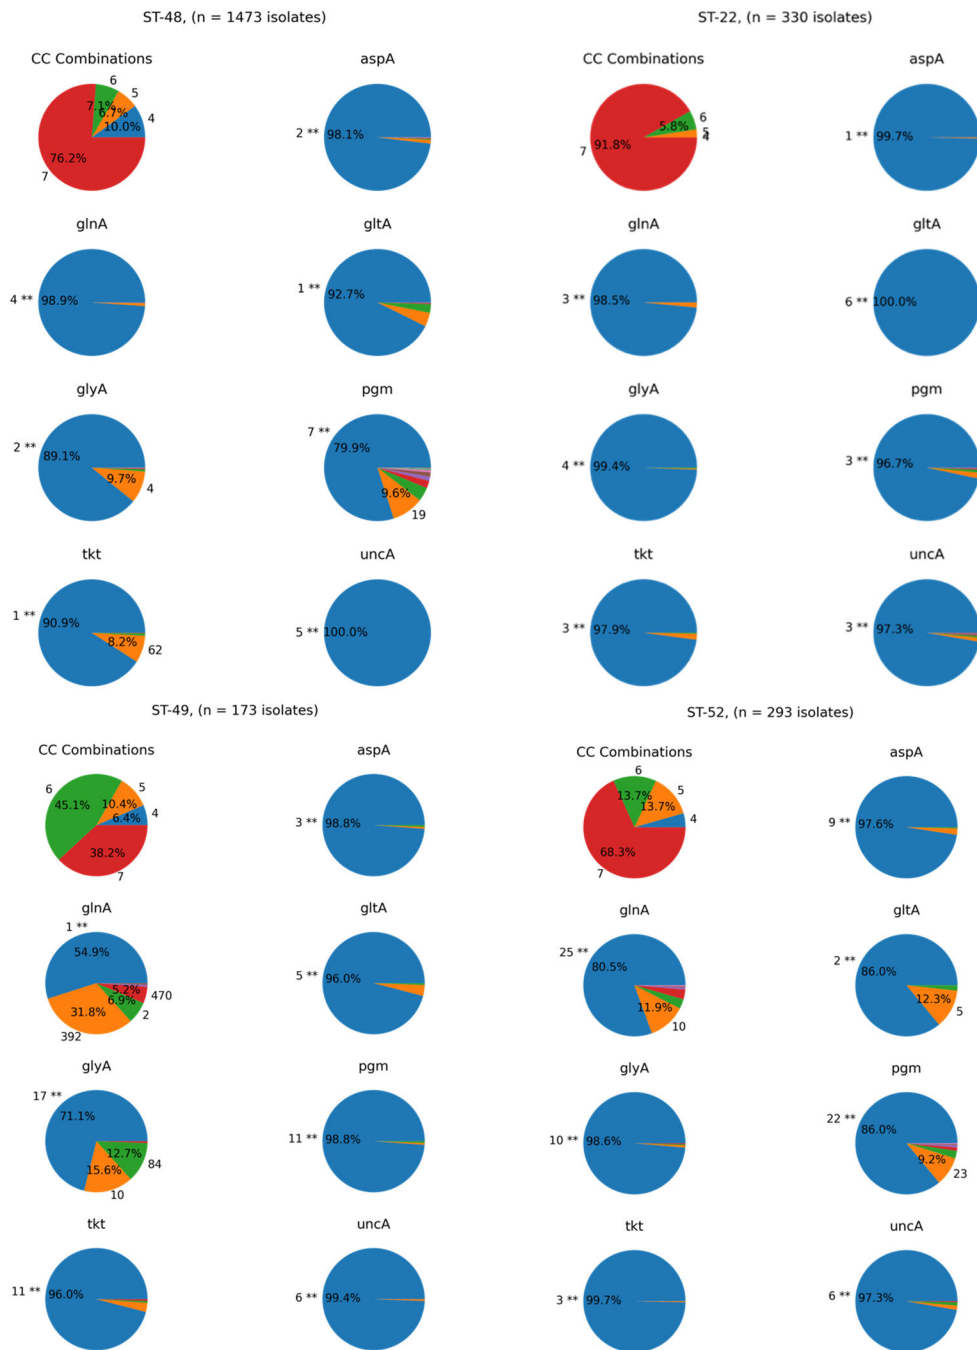 ST-48, (n = 1473 isolates)
CC Combinations
6
5
4
7
7.1%
6.7%
10.0%
76.2%
aspA
2 ** 98.1%
glnA
4 ** 98.9%
gltA
1 ** 92.7%
glyA
2 ** 89.1%
9.7%
4
pgm
7 ** 79.9%
9.6%
19
tkt
1 ** 90.9%
8.2%
62
uncA
5 ** 100.0%
ST-22, (n = 330 isolates)
CC Combinations
6
5
4
7
5.8%
91.8%
aspA
1 ** 99.7%
glnA
3 ** 98.5%
gltA
6 ** 100.0%
glyA
4 ** 99.4%
pgm
3 ** 96.7%
tkt
3 ** 97.9%
uncA
3 ** 97.3%
ST-49, (n = 173 isolates)
CC Combinations
6
5
4
7
45.1%
10.4%
6.4%
38.2%
aspA
3 ** 98.8%
glnA
1 **
54.9%
5.2%
470
6.9%
2
31.8%
392
gltA
5 ** 96.0%
glyA
17 **
71.1%
12.7%
84
15.6%
10
pgm
11 ** 98.8%
tkt
11 ** 96.0%
uncA
6 ** 99.4%
ST-52, (n = 293 isolates)
CC Combinations
6
5
4
7
13.7%
13.7%
68.3%
aspA
9 ** 97.6%
glnA
25 **
80.5%
11.9%
10
gltA
2 ** 86.0%
12.3%
5
glyA
10 ** 98.6%
pgm
22 ** 86.0%
9.2%
23
tkt
3 ** 99.7%
uncA
6 ** 97.3%